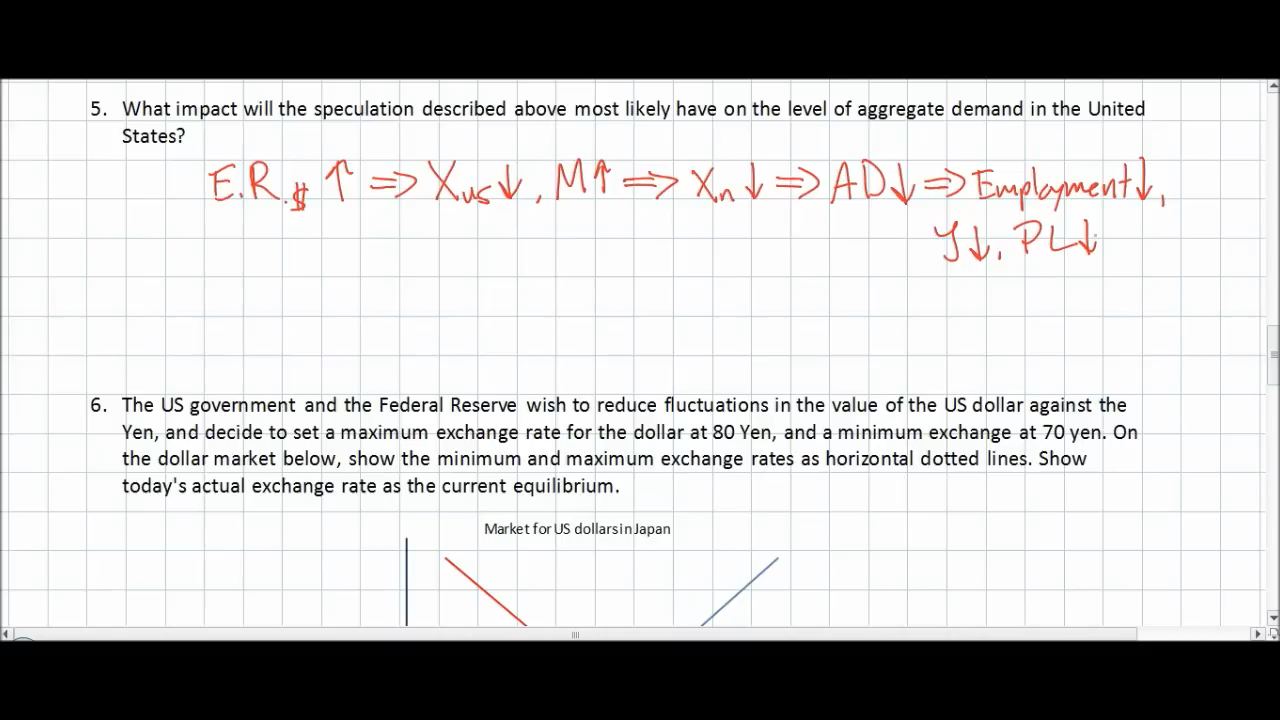 5. What impact will the speculation described above most likely have on the level of aggregate demand in the United
States?
E.R.$ ↑ ⇒ Xus↓, M↑ ⇒ Xn↓ ⇒ AD↓ ⇒ Employment↓,
Y↓, PL↓
6. The US government and the Federal Reserve wish to reduce fluctuations in the value of the US dollar against the
Yen, and decide to set a maximum exchange rate for the dollar at 80 Yen, and a minimum exchange at 70 yen. On
the dollar market below, show the minimum and maximum exchange rates as horizontal dotted lines. Show
today's actual exchange rate as the current equilibrium.
Market for US dollars in Japan